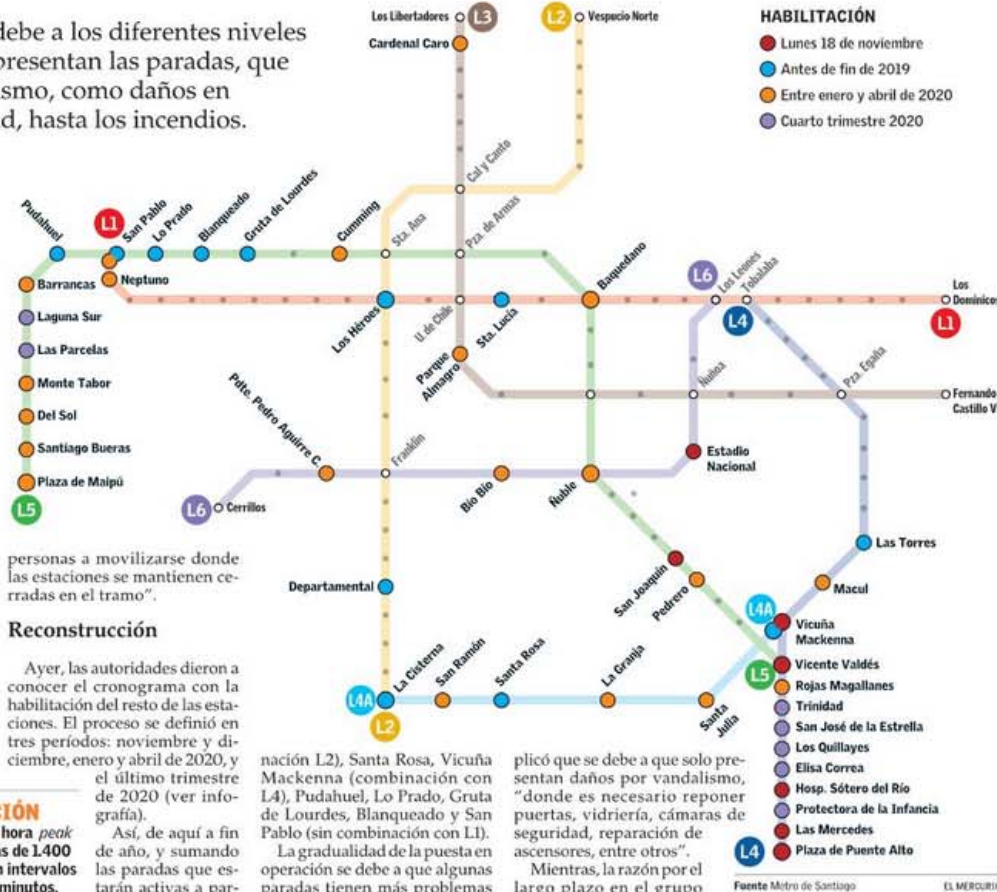 debe a los diferentes niveles
presentan las paradas, que
ismo, como daños en
d, hasta los incendios.
HABILITACIÓN
Lunes 18 de noviembre
Antes de fin de 2019
Entre enero y abril de 2020
Cuarto trimestre 2020
Los Libertadores
L3
L2
Vespucio Norte
Cardenal Caro
Cal y Canto
Pudahuel
L1
San Pablo
Lo Prado
Blanqueado
Gruta de Lourdes
Cumming
Sta. Ana
Pza. de Armas
Baquedano
L6
Los Leones
Tobalaba
Barrancas
Neptuno
Los Héroes
U. de Chile
Sta. Lucía
L4
Los
Dominicos
L1
Laguna Sur
Las Parcelas
Monte Tabor
Del Sol
Santiago Bueras
Plaza de Maipú
L5
Parque
Almagro
Ñuñoa
Pza. Egaña
Fernando
Castillo V
Pdte. Pedro Aguirre C.
Franklin
Bío Bío
Ñuble
Estadio
Nacional
L6
Cerrillos
Las Torres
Departamental
San Joaquín
Pedrero
Macul
L4A
Vicuña
Mackenna
L5
Vicente Valdés
Rojas Magallanes
Trinidad
San José de la Estrella
Los Quillayes
Elisa Correa
Hosp. Sótero del Río
Protectora de la Infancia
Las Mercedes
L4
Plaza de Puente Alto
L4A
La Cisterna
L2
San Ramón
Santa Rosa
La Granja
Santa
Julia
personas a movilizarse donde
las estaciones se mantienen ce-
rradas en el tramo”.
Reconstrucción
Ayer, las autoridades dieron a
conocer el cronograma con la
habilitación del resto de las esta-
ciones. El proceso se definió en
tres períodos: noviembre y di-
ciembre, enero y abril de 2020, y
el último trimestre
de 2020 (ver info-
grafía).
Así, de aquí a fin
de año, y sumando
las paradas que es-
tarán activas a par-
CIÓN
hora peak
as de 1.400
n intervalos
minutos.
nación L2), Santa Rosa, Vicuña
Mackenna (combinación con
L4), Pudahuel, Lo Prado, Gruta
de Lourdes, Blanqueado y San
Pablo (sin combinación con L1).
La gradualidad de la puesta en
operación se debe a que algunas
paradas tienen más problemas
plicó que se debe a que solo pre-
sentan daños por vandalismo,
“donde es necesario reponer
puertas, vidriería, cámaras de
seguridad, reparación de
ascensores, entre otros”.
Mientras, la razón por el
largo plazo en el grupo
Fuente Metro de Santiago
EL MERCURI